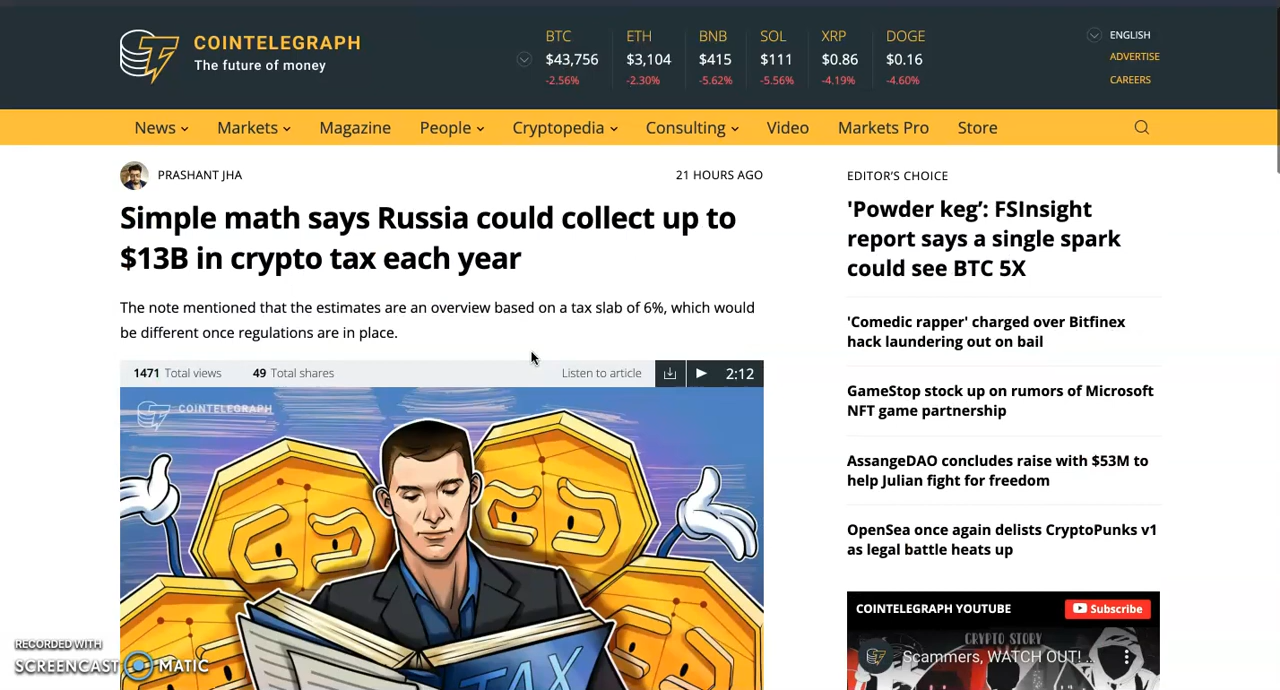 COINTELEGRAPH
The future of money
BTC ETH BNB SOL XRP DOGE
$43,756 $3,104 $415 $111 $0.86 $0.16
-2.56% -2.30% -5.62% -5.56% -4.19% -4.60%
ENGLISH
ADVERTISE
CAREERS
News Markets Magazine People Cryptopedia Consulting Video Markets Pro Store
PRASHANT JHA 21 HOURS AGO
Simple math says Russia could collect up to
$13B in crypto tax each year
The note mentioned that the estimates are an overview based on a tax slab of 6%, which would
be different once regulations are in place.
1471 Total views 49 Total shares Listen to article 2:12
COINTELEGRAPH
TAX
EDITOR'S CHOICE
'Powder keg': FSInsight
report says a single spark
could see BTC 5X
'Comedic rapper' charged over Bitfinex
hack laundering out on bail
GameStop stock up on rumors of Microsoft
NFT game partnership
AssangeDAO concludes raise with $53M to
help Julian fight for freedom
OpenSea once again delists CryptoPunks v1
as legal battle heats up
COINTELEGRAPH YOUTUBE Subscribe
CRYPTO STORY
Scammers, WATCH OUT! ...
RECORDED WITH
SCREENCAST MATIC